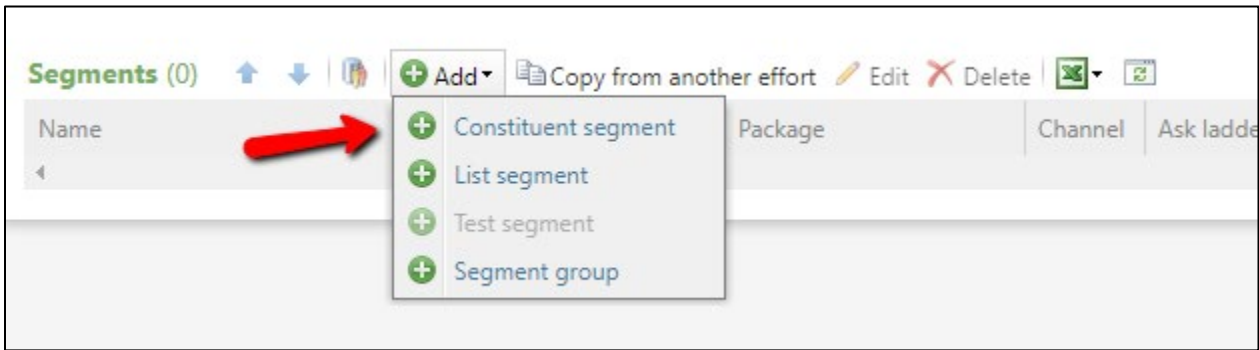 Segments (0) Add Copy from another effort Edit Delete
Name Package Channel Ask ladde
Constituent segment
List segment
Test segment
Segment group